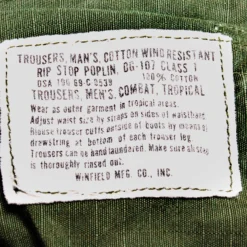 TROUSERS, MAN'S, COTTON WIND RESISTANT
RIP STOP POPLIN, OG-107 CLASS 1
DSA 100 69-C-2539
100% COTTON
TROUSERS, MEN'S, COMBAT, TROPICAL
Wear as outer garment in tropical areas.
Adjust waist size by straps on sides of waistband.
Blouse trouser cuffs outside of boots by means of
drawstring at bottom of each trouser leg.
Trousers can be hand laundered. Make sure all soap
is thoroughly rinsed out.
WINFIELD MFG. CO., INC.